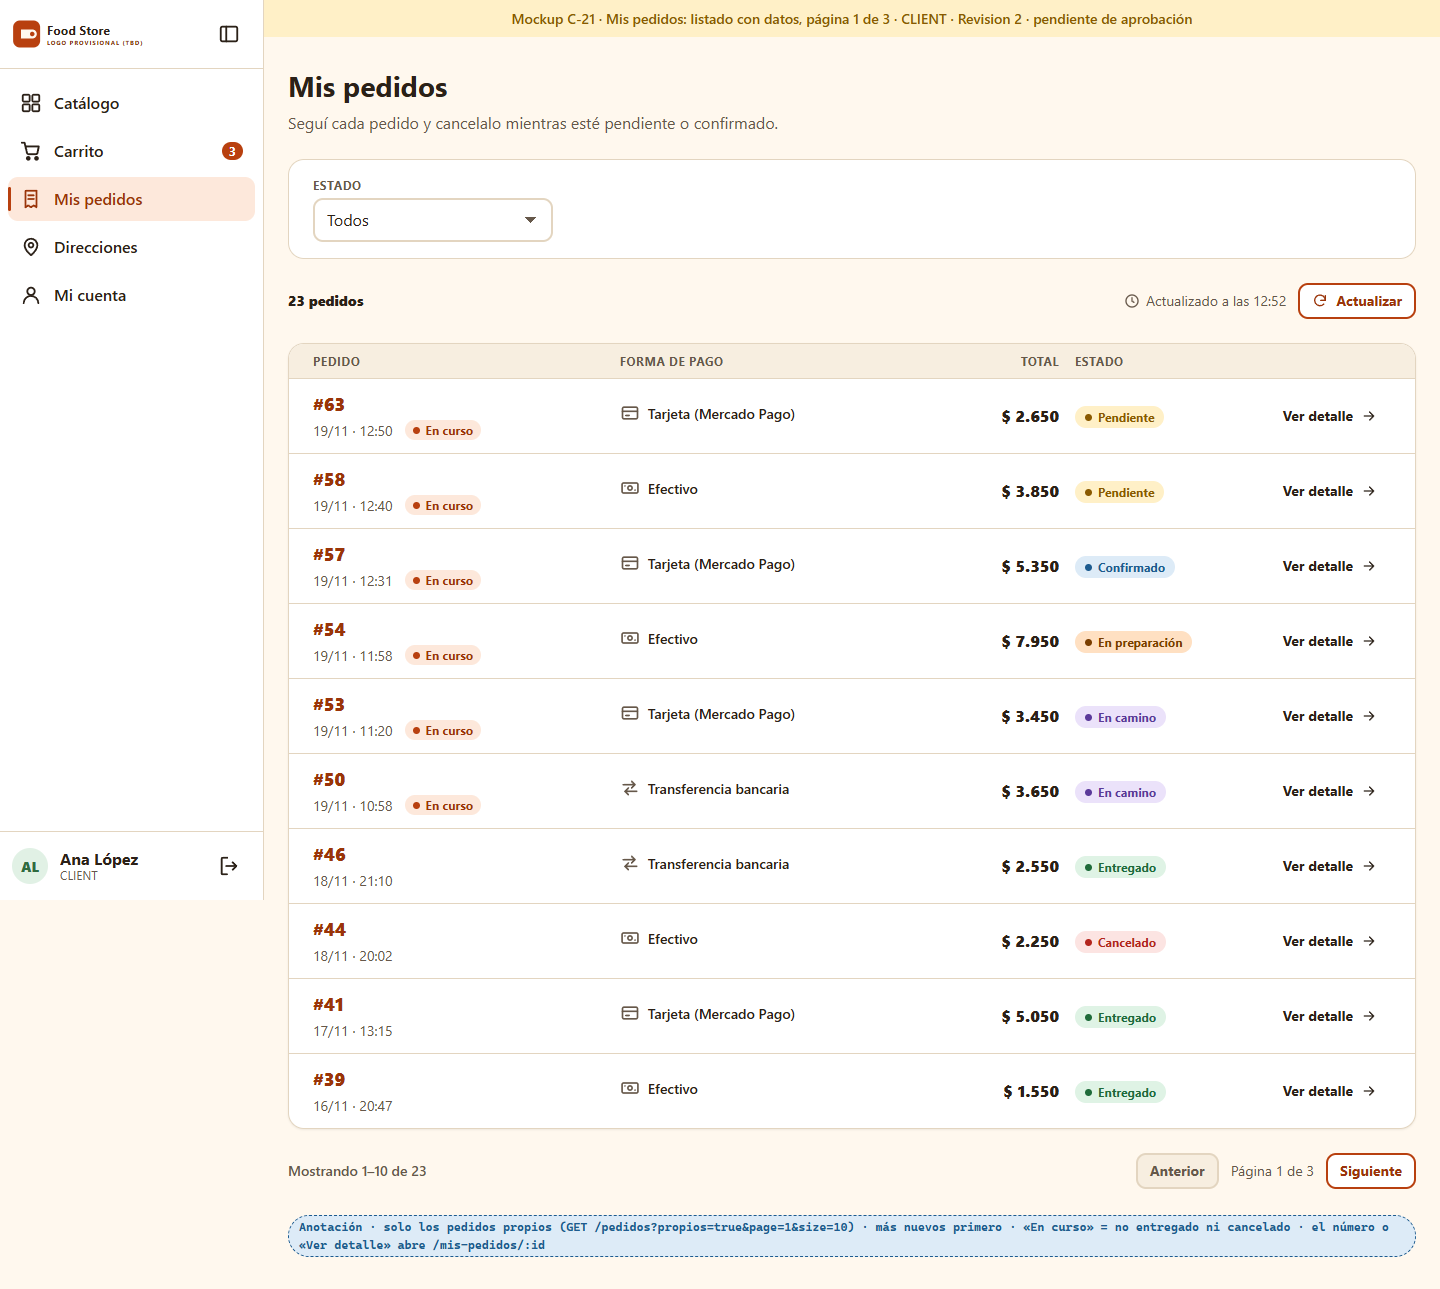 Food Store
LOGO PROVISIONAL (TBD)
Mockup C-21 · Mis pedidos: listado con datos, página 1 de 3 · CLIENT · Revision 2 · pendiente de aprobación
Catálogo
Carrito 3
Mis pedidos
Direcciones
Mi cuenta
AL Ana López
CLIENT
Mis pedidos
Seguí cada pedido y cancelalo mientras esté pendiente o confirmado.
ESTADO
Todos
23 pedidos Actualizado a las 12:52 Actualizar
PEDIDO FORMA DE PAGO TOTAL ESTADO
#63
19/11 · 12:50 En curso Tarjeta (Mercado Pago) $ 2.650 Pendiente Ver detalle →
#58
19/11 · 12:40 En curso Efectivo $ 3.850 Pendiente Ver detalle →
#57
19/11 · 12:31 En curso Tarjeta (Mercado Pago) $ 5.350 Confirmado Ver detalle →
#54
19/11 · 11:58 En curso Efectivo $ 7.950 En preparación Ver detalle →
#53
19/11 · 11:20 En curso Tarjeta (Mercado Pago) $ 3.450 En camino Ver detalle →
#50
19/11 · 10:58 En curso Transferencia bancaria $ 3.650 En camino Ver detalle →
#46
18/11 · 21:10 Transferencia bancaria $ 2.550 Entregado Ver detalle →
#44
18/11 · 20:02 Efectivo $ 2.250 Cancelado Ver detalle →
#41
17/11 · 13:15 Tarjeta (Mercado Pago) $ 5.050 Entregado Ver detalle →
#39
16/11 · 20:47 Efectivo $ 1.550 Entregado Ver detalle →
Mostrando 1–10 de 23 Anterior Página 1 de 3 Siguiente
Anotación · solo los pedidos propios (GET /pedidos?propios=true&page=1&size=10) · más nuevos primero · «En curso» = no entregado ni cancelado · el número o
«Ver detalle» abre /mis-pedidos/:id